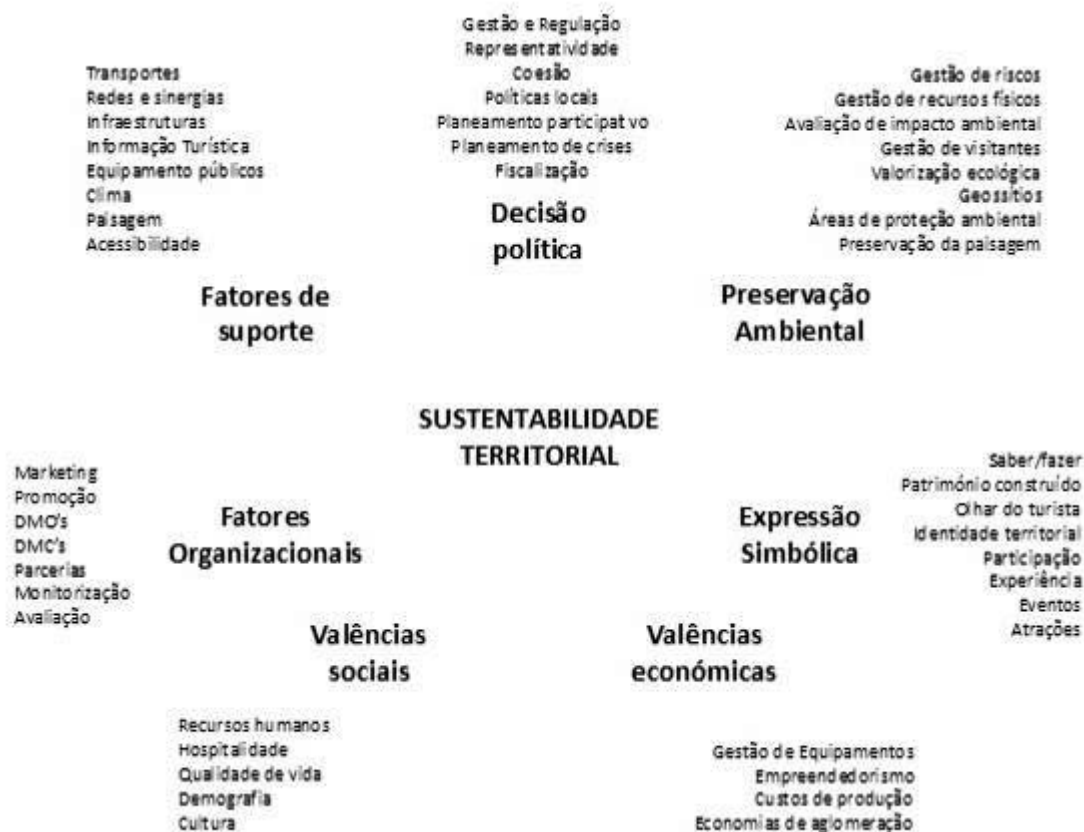 Gestão e Regulação
Representatividade
Coesão
Políticas locais
Planeamento participatvo
Planeamento de crises
Fiscalização
Decisão
política
Transportes
Redes e sinergias
Infraestruturas
Informação Turística
Equipamento públicos
Clima
Paisagem
Acessibilidade
Fatores de
suporte
Gestão de riscos
Gestão de recursos físicos
Avaliação de impacto ambiental
Gestão de visitantes
Valorização ecológica
Geossítios
Áreas de proteção ambiental
Preservação da paisagem
Preservação
Ambiental
SUSTENTABILIDADE
TERRITORIAL
Marketing
Promoção
DMO's
DMC's
Parcerias
Monitorização
Avaliação
Fatores
Organizacionais
Expressão
Simbólica
Saber/fazer
Património construído
Olhar do turista
Identidade territorial
Participação
Experiência
Eventos
Atrações
Valências
sociais
Valências
económicas
Recursos humanos
Hospitalidade
Qualidade de vida
Demografia
Cultura
Gestão de Equipamentos
Empreendedorismo
Custos de produção
Economias de aglomeração